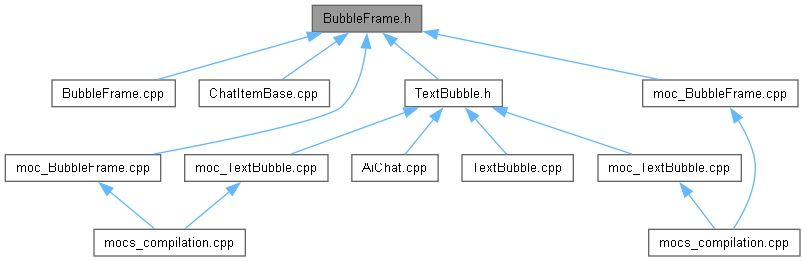 BubbleFrame.h
BubbleFrame.cpp
ChatItemBase.cpp
TextBubble.h
moc_BubbleFrame.cpp
moc_BubbleFrame.cpp
moc_TextBubble.cpp
AiChat.cpp
TextBubble.cpp
moc_TextBubble.cpp
mocs_compilation.cpp
mocs_compilation.cpp